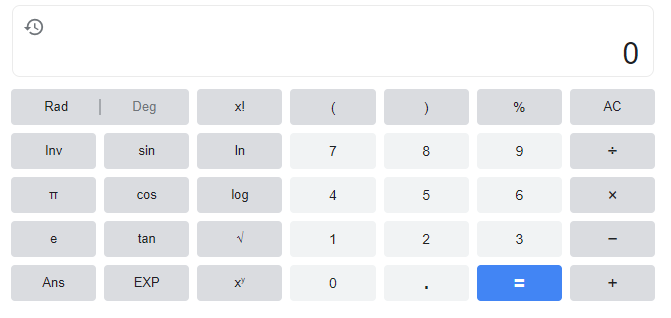 0
Rad | Deg x! ( ) % AC
Inv sin ln 7 8 9 ÷
π cos log 4 5 6 ×
e tan √ 1 2 3 −
Ans EXP xʸ 0 . = +